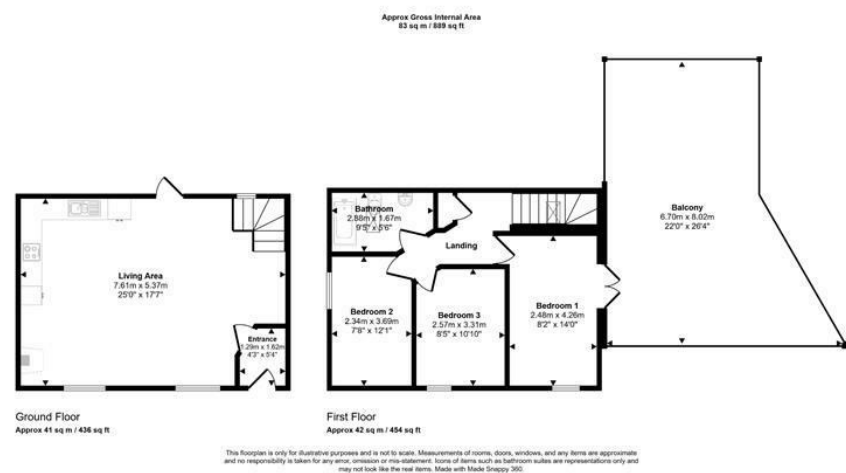 Approx Gross Internal Area
83 sq m / 889 sq ft
Balcony
6.70m x 8.02m
22'0" x 26'4"
Bathroom
2.88m x 1.67m
9'5" x 5'6"
Landing
Living Area
7.61m x 5.37m
25'0" x 17'7"
Bedroom 2
2.34m x 3.69m
7'8" x 12'1"
Bedroom 3
2.57m x 3.31m
8'5" x 10'10"
Bedroom 1
2.48m x 4.26m
8'2" x 14'0"
Entrance
1.29m x 1.62m
4'3" x 5'4"
Ground Floor
Approx 41 sq m / 436 sq ft
First Floor
Approx 42 sq m / 454 sq ft
This floorplan is only for illustrative purposes and is not to scale. Measurements of rooms, doors, windows, and any items are approximate
and no responsibility is taken for any error, omission or mis-statement. Icons of items such as bathroom suites are representations only and
may not look like the real items. Made with Made Snappy 360.